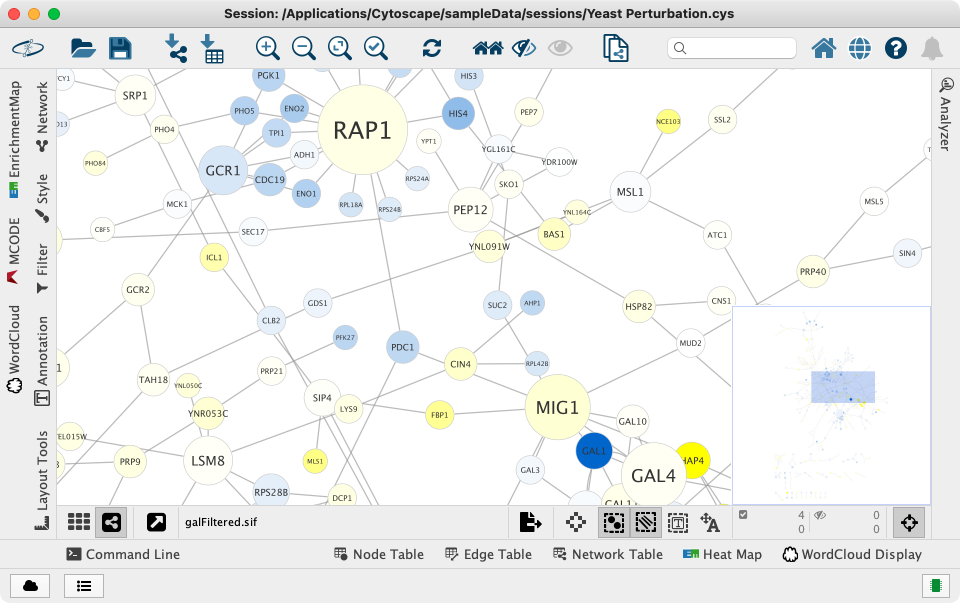 Session: /Applications/Cytoscape/sampleData/sessions/Yeast Perturbation.cys
EnrichmentMap
MCODE
WordCloud
Network
Style
Filter
Annotation
Layout Tools
Analyzer
CY1
SRP1
PGK1
HIS3
PHO5
ENO2
HIS4
PEP7
NCE103
SSL2
PHO4
TPI1
RAP1
YPT1
YGL161C
PHO84
ADH1
YDR100W
GCR1
CDC19
RPS24A
SKO1
ENO1
MSL1
MCK1
RPL18A
RPS24B
PEP12
YNL164C
MSL5
CBF5
SEC17
BAS1
ATC1
YNL091W
SIN4
ICL1
PRP40
GCR2
GDS1
SUC2
AHP1
HSP82
CNS1
CLB2
PFK27
PDC1
MUD2
CIN4
RPL42B
PRP21
TAH18
YNL050C
SIP4
LYS9
MIG1
YNR053C
FBP1
GAL10
PRP9
LSM8
MLS1
GAL1
GAL3
GAL4
RPS28B
DCP1
galFiltered.sif
4
0
0
0
Command Line
Node Table
Edge Table
Network Table
Heat Map
WordCloud Display